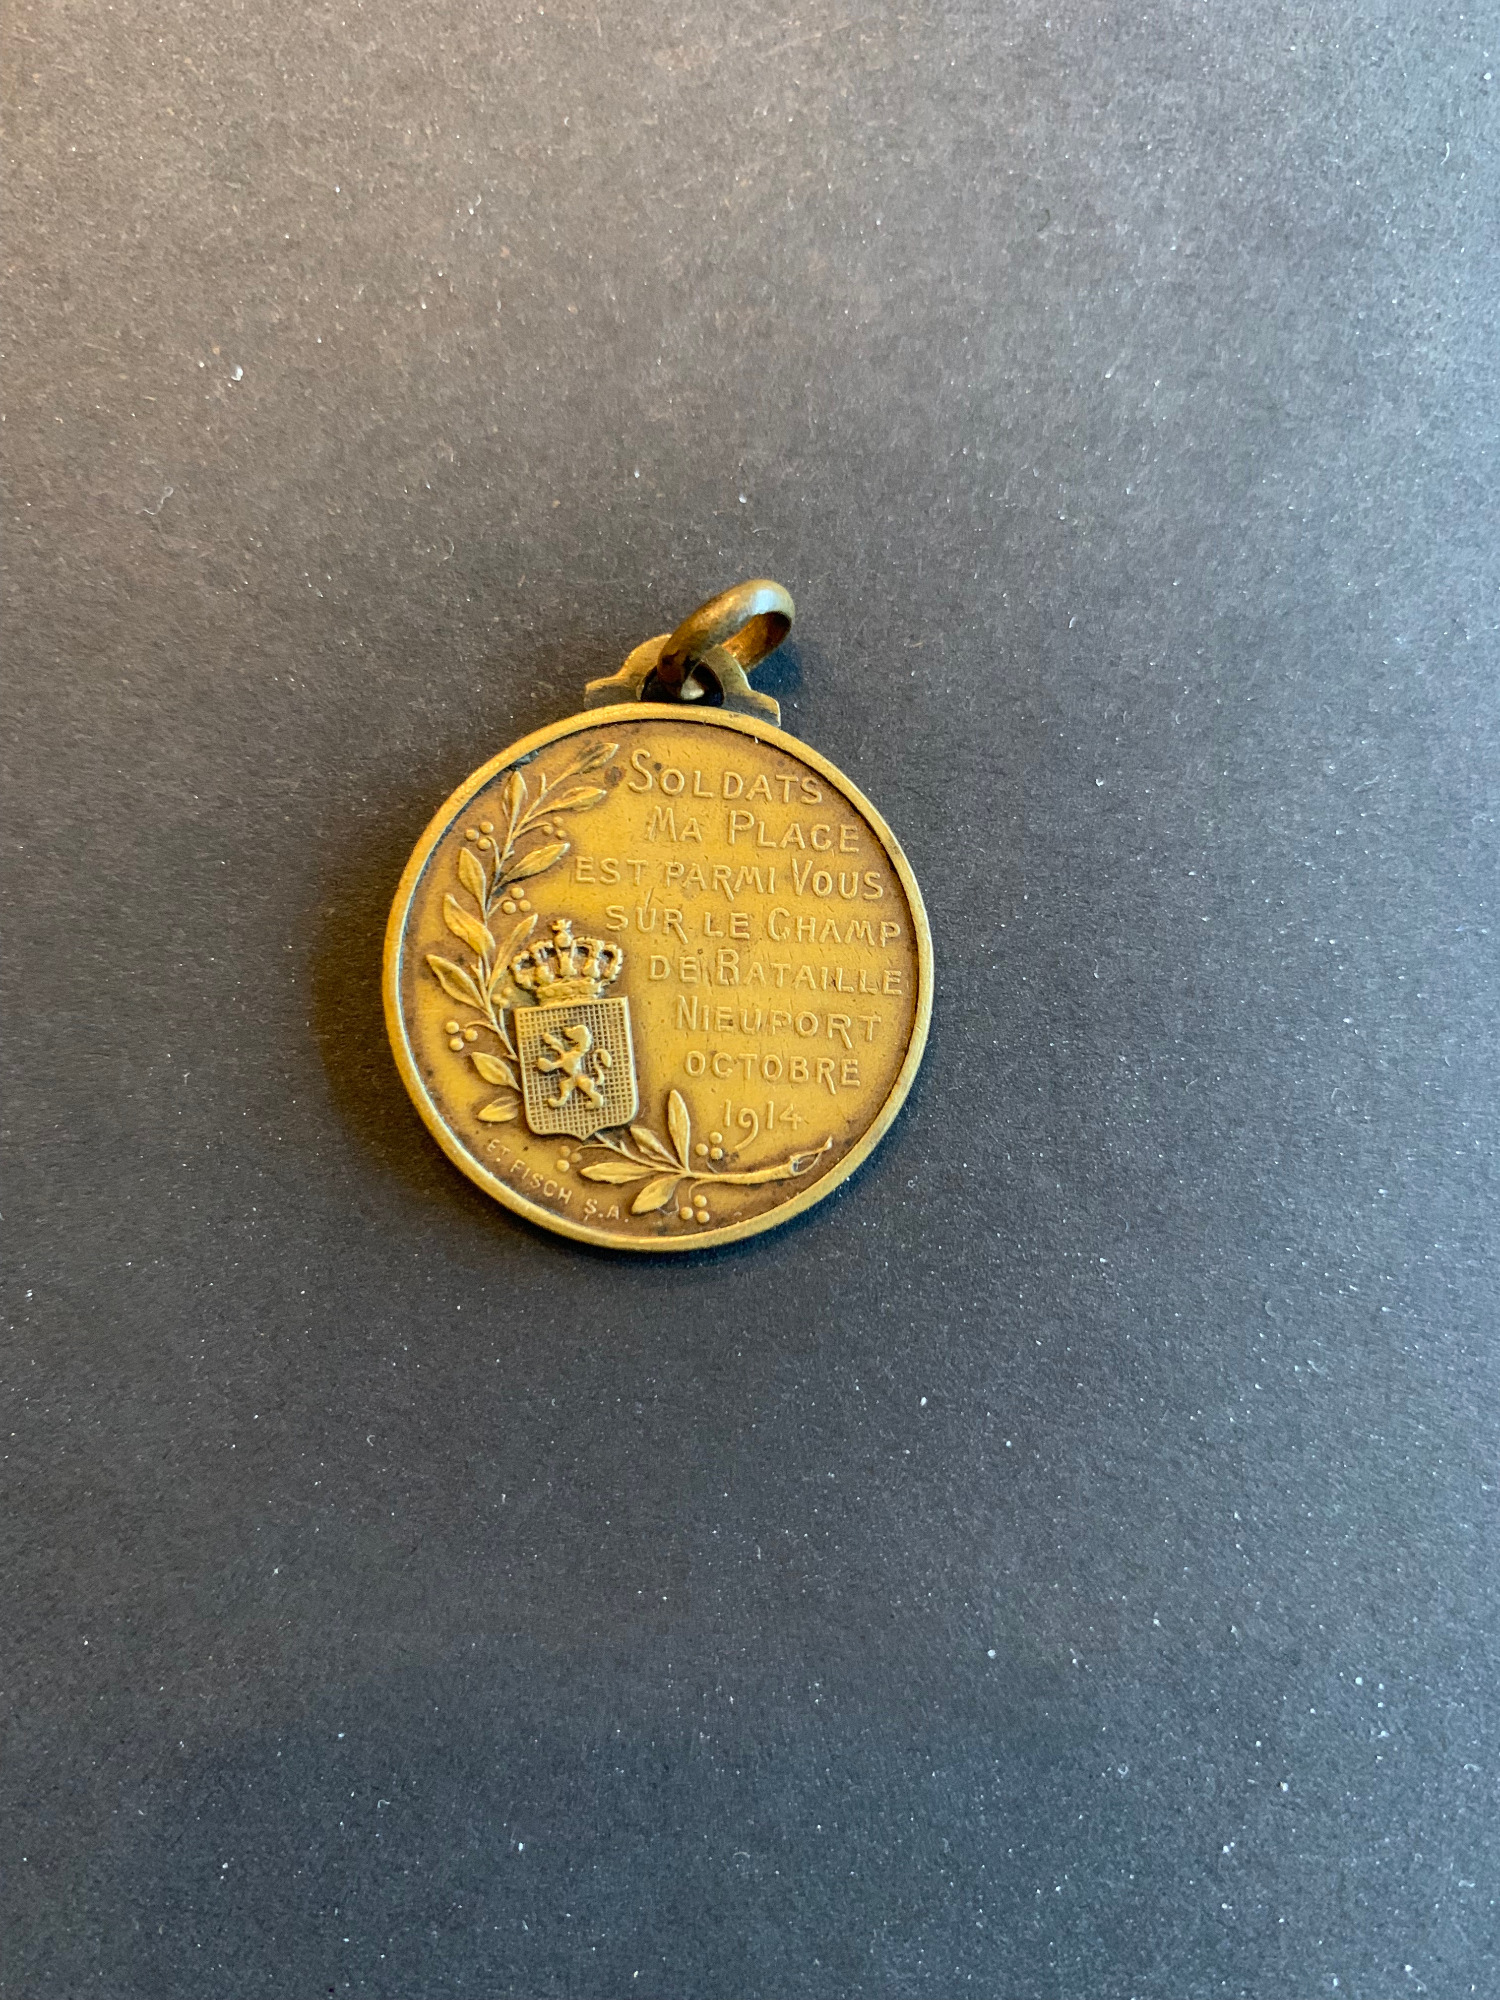 SOLDATS
MA PLACE
EST PARMI VOUS
SUR LE CHAMP
DE BATAILLE
NIEUPORT
OCTOBRE
1914
ET FISCH S.A.